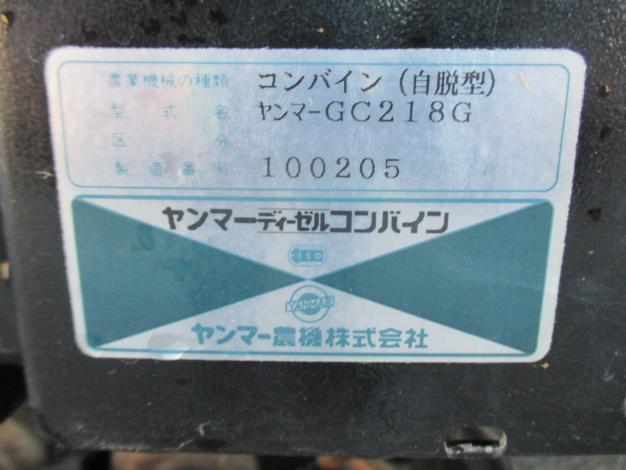 農業機械の種類 コンバイン（自脱型）
型式名 ヤンマーGC218G
区分
製造番号 100205
ヤンマーディーゼルコンバイン
ISO
YANMAR
ヤンマー農機株式会社